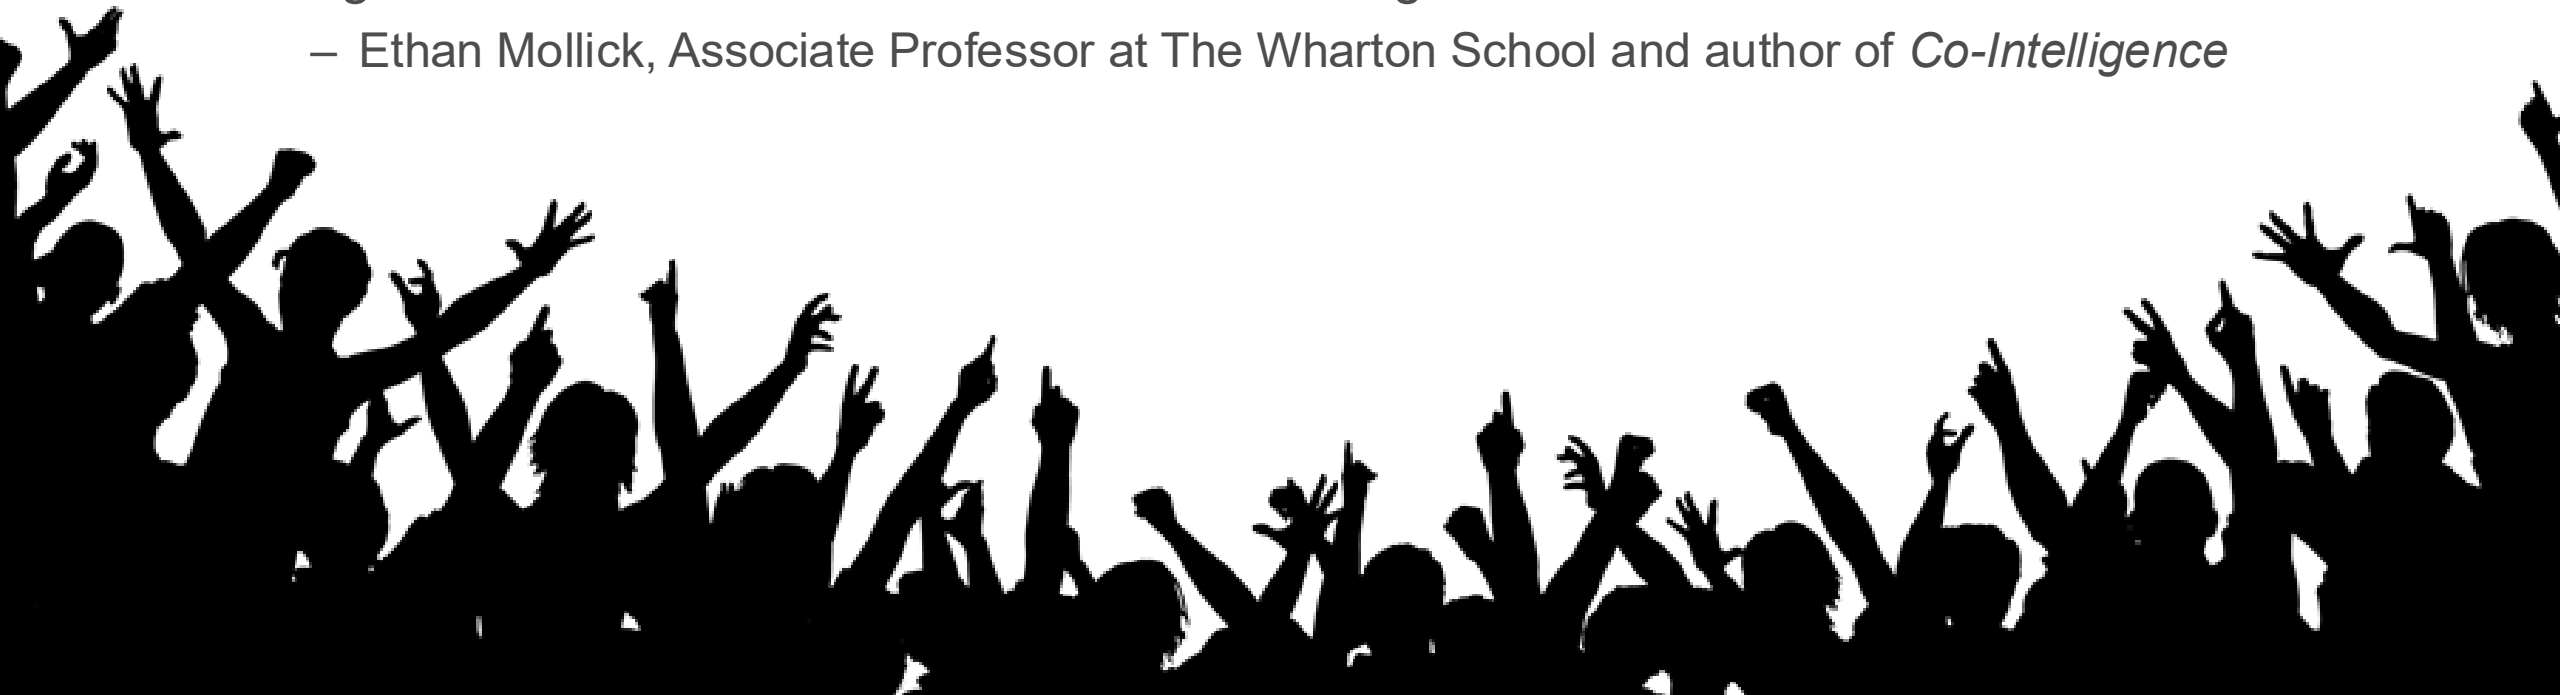 – Ethan Mollick, Associate Professor at The Wharton School and author of Co-Intelligence